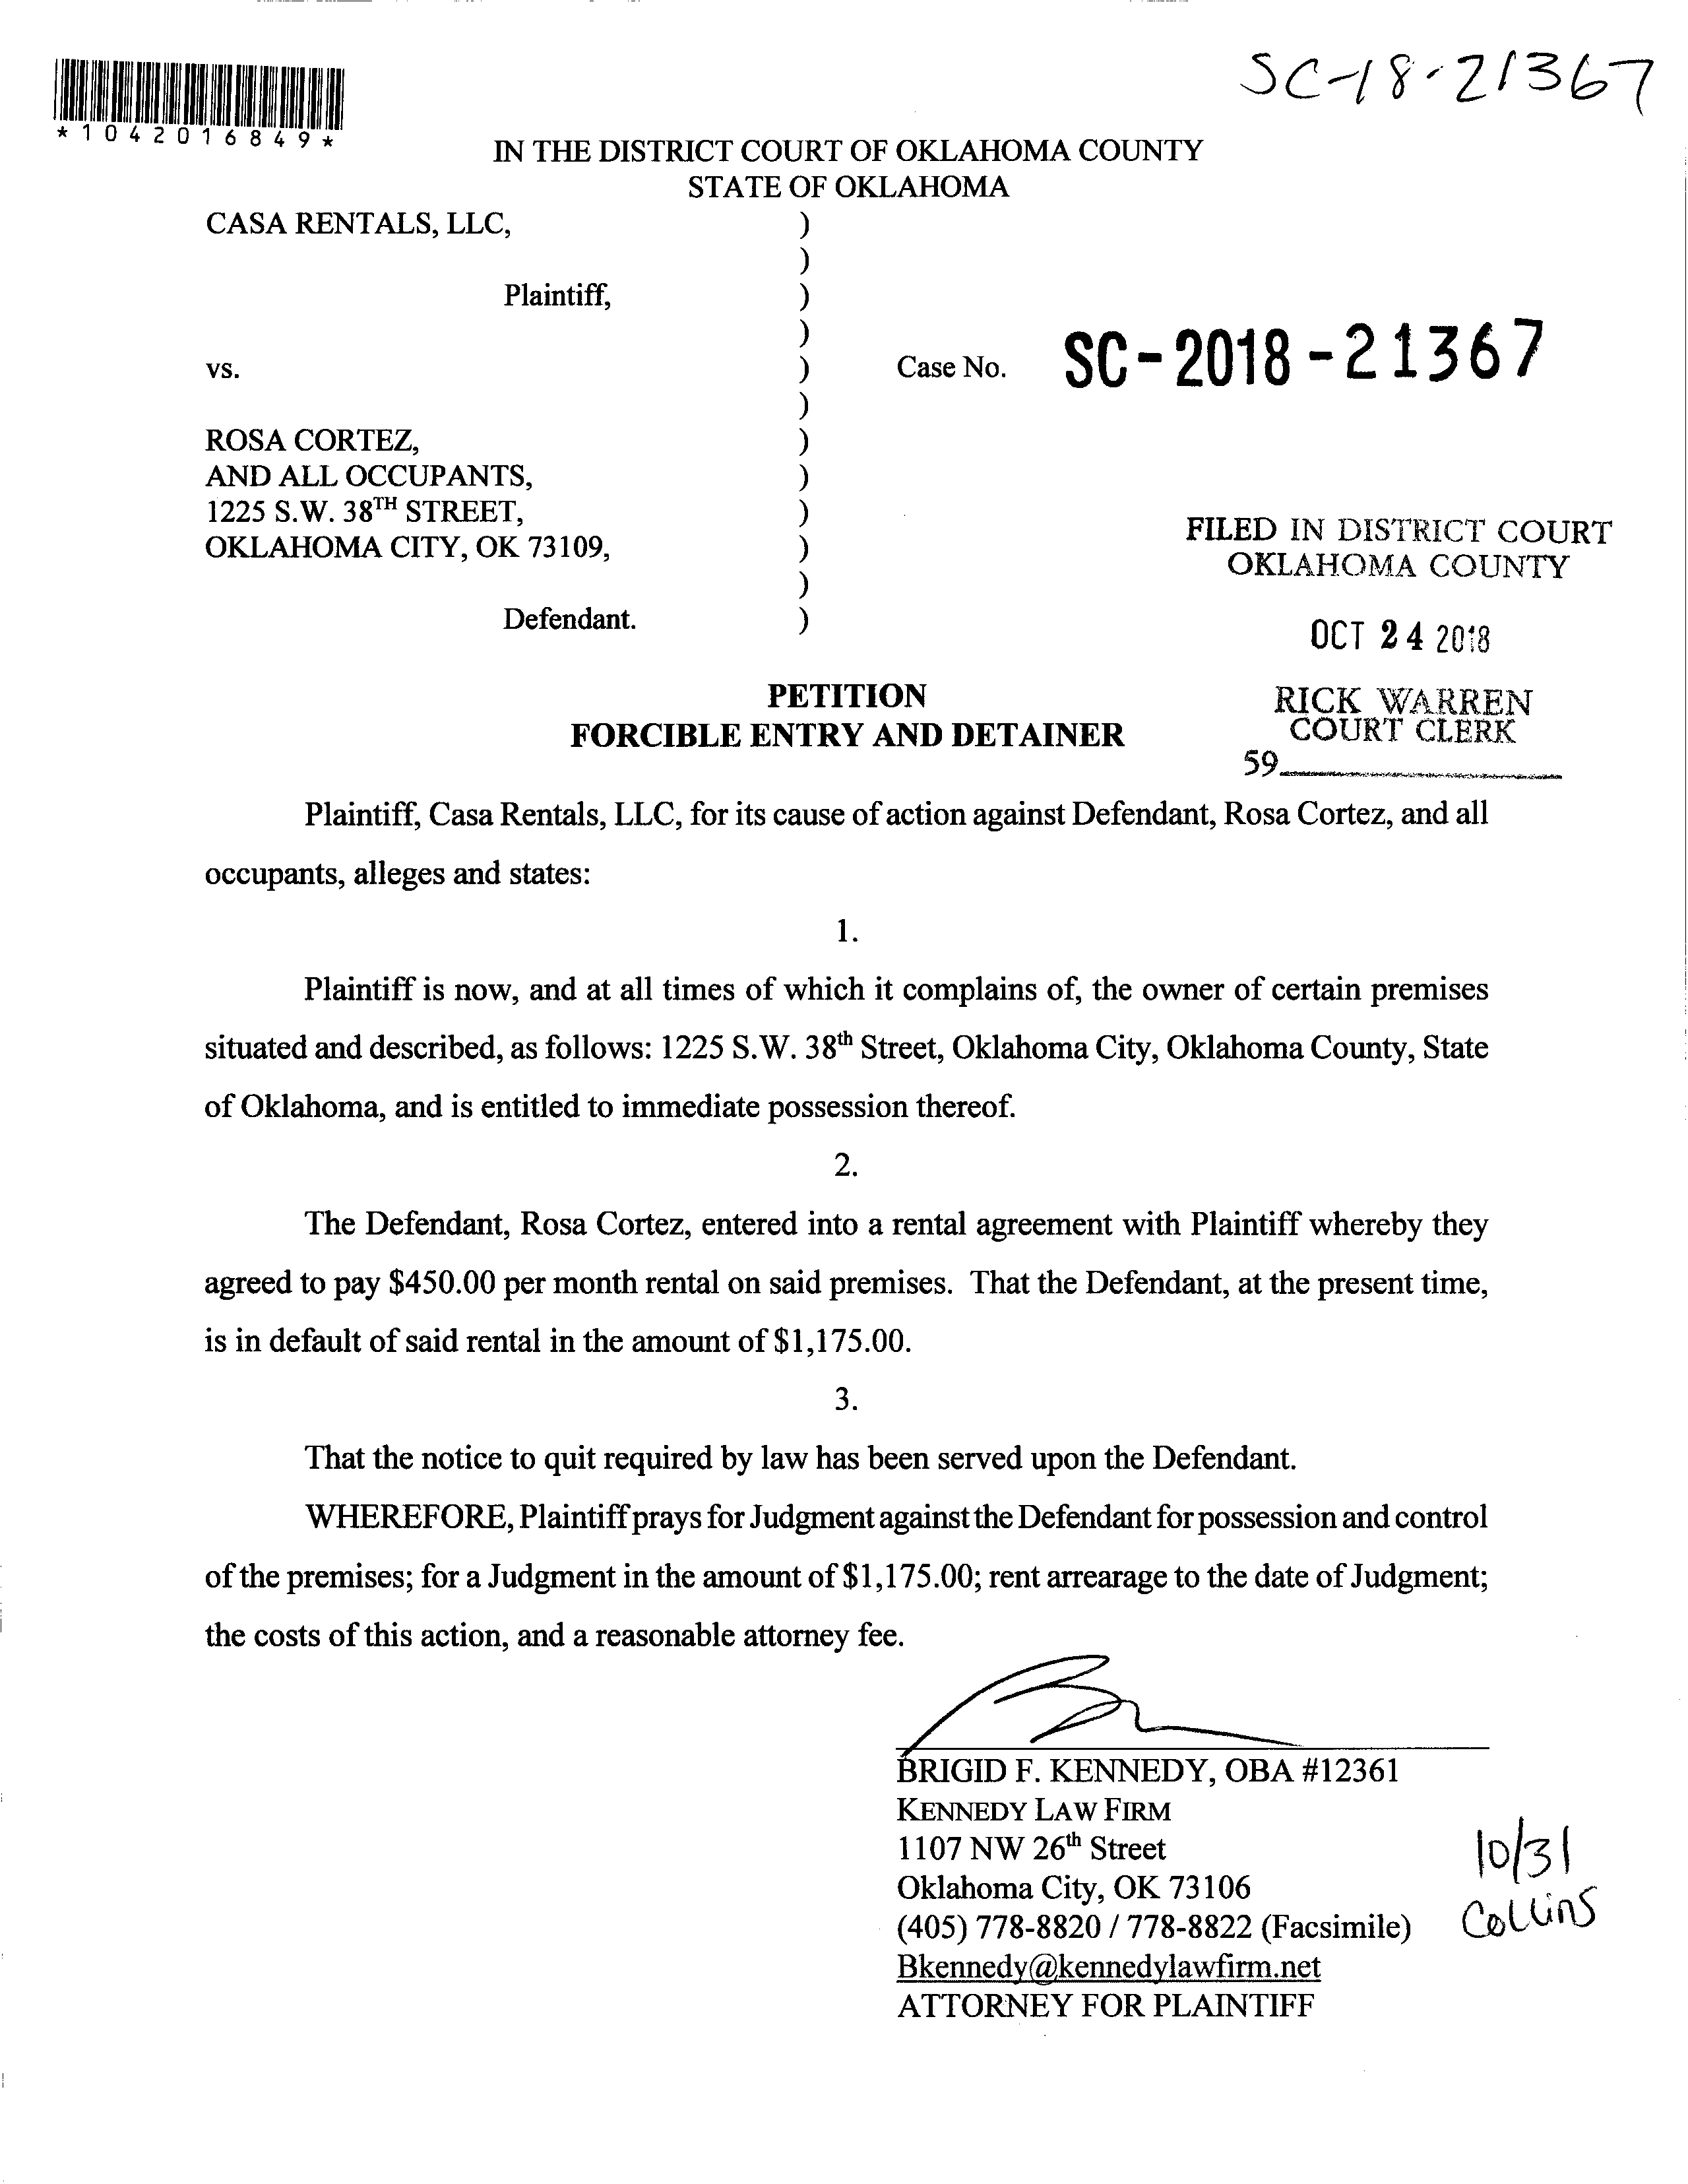 SC-18-21367
*1042016849*
IN THE DISTRICT COURT OF OKLAHOMA COUNTY
STATE OF OKLAHOMA
CASA RENTALS, LLC, )
)
Plaintiff, )
)
vs. ) Case No. SC-2018-21367
)
ROSA CORTEZ, )
AND ALL OCCUPANTS, )
1225 S.W. 38TH STREET, )
OKLAHOMA CITY, OK 73109, )
)
Defendant. )
FILED IN DISTRICT COURT
OKLAHOMA COUNTY
OCT 24 2018
RICK WARREN
COURT CLERK
59
PETITION
FORCIBLE ENTRY AND DETAINER
Plaintiff, Casa Rentals, LLC, for its cause of action against Defendant, Rosa Cortez, and all
occupants, alleges and states:
1.
Plaintiff is now, and at all times of which it complains of, the owner of certain premises
situated and described, as follows: 1225 S.W. 38th Street, Oklahoma City, Oklahoma County, State
of Oklahoma, and is entitled to immediate possession thereof.
2.
The Defendant, Rosa Cortez, entered into a rental agreement with Plaintiff whereby they
agreed to pay $450.00 per month rental on said premises. That the Defendant, at the present time,
is in default of said rental in the amount of $1,175.00.
3.
That the notice to quit required by law has been served upon the Defendant.
WHEREFORE, Plaintiff prays for Judgment against the Defendant for possession and control
of the premises; for a Judgment in the amount of $1,175.00; rent arrearage to the date of Judgment;
the costs of this action, and a reasonable attorney fee.
BRIGID F. KENNEDY, OBA #12361
KENNEDY LAW FIRM
1107 NW 26th Street
Oklahoma City, OK 73106
(405) 778-8820 / 778-8822 (Facsimile)
Bkennedy@kennedylawfirm.net
ATTORNEY FOR PLAINTIFF
10/31
Collins